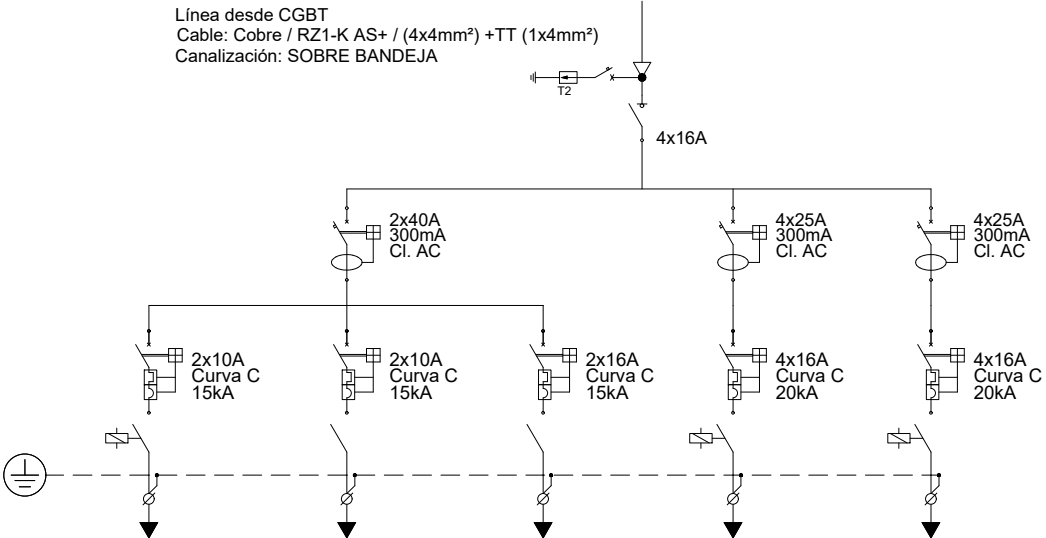 Línea desde CGBT
Cable: Cobre / RZ1-K AS+ / (4x4mm²) +TT (1x4mm²)
Canalización: SOBRE BANDEJA
T2
4x16A
2x40A
300mA
Cl. AC
4x25A
300mA
Cl. AC
4x25A
300mA
Cl. AC
2x10A
Curva C
15kA
2x10A
Curva C
15kA
2x16A
Curva C
15kA
4x16A
Curva C
20kA
4x16A
Curva C
20kA